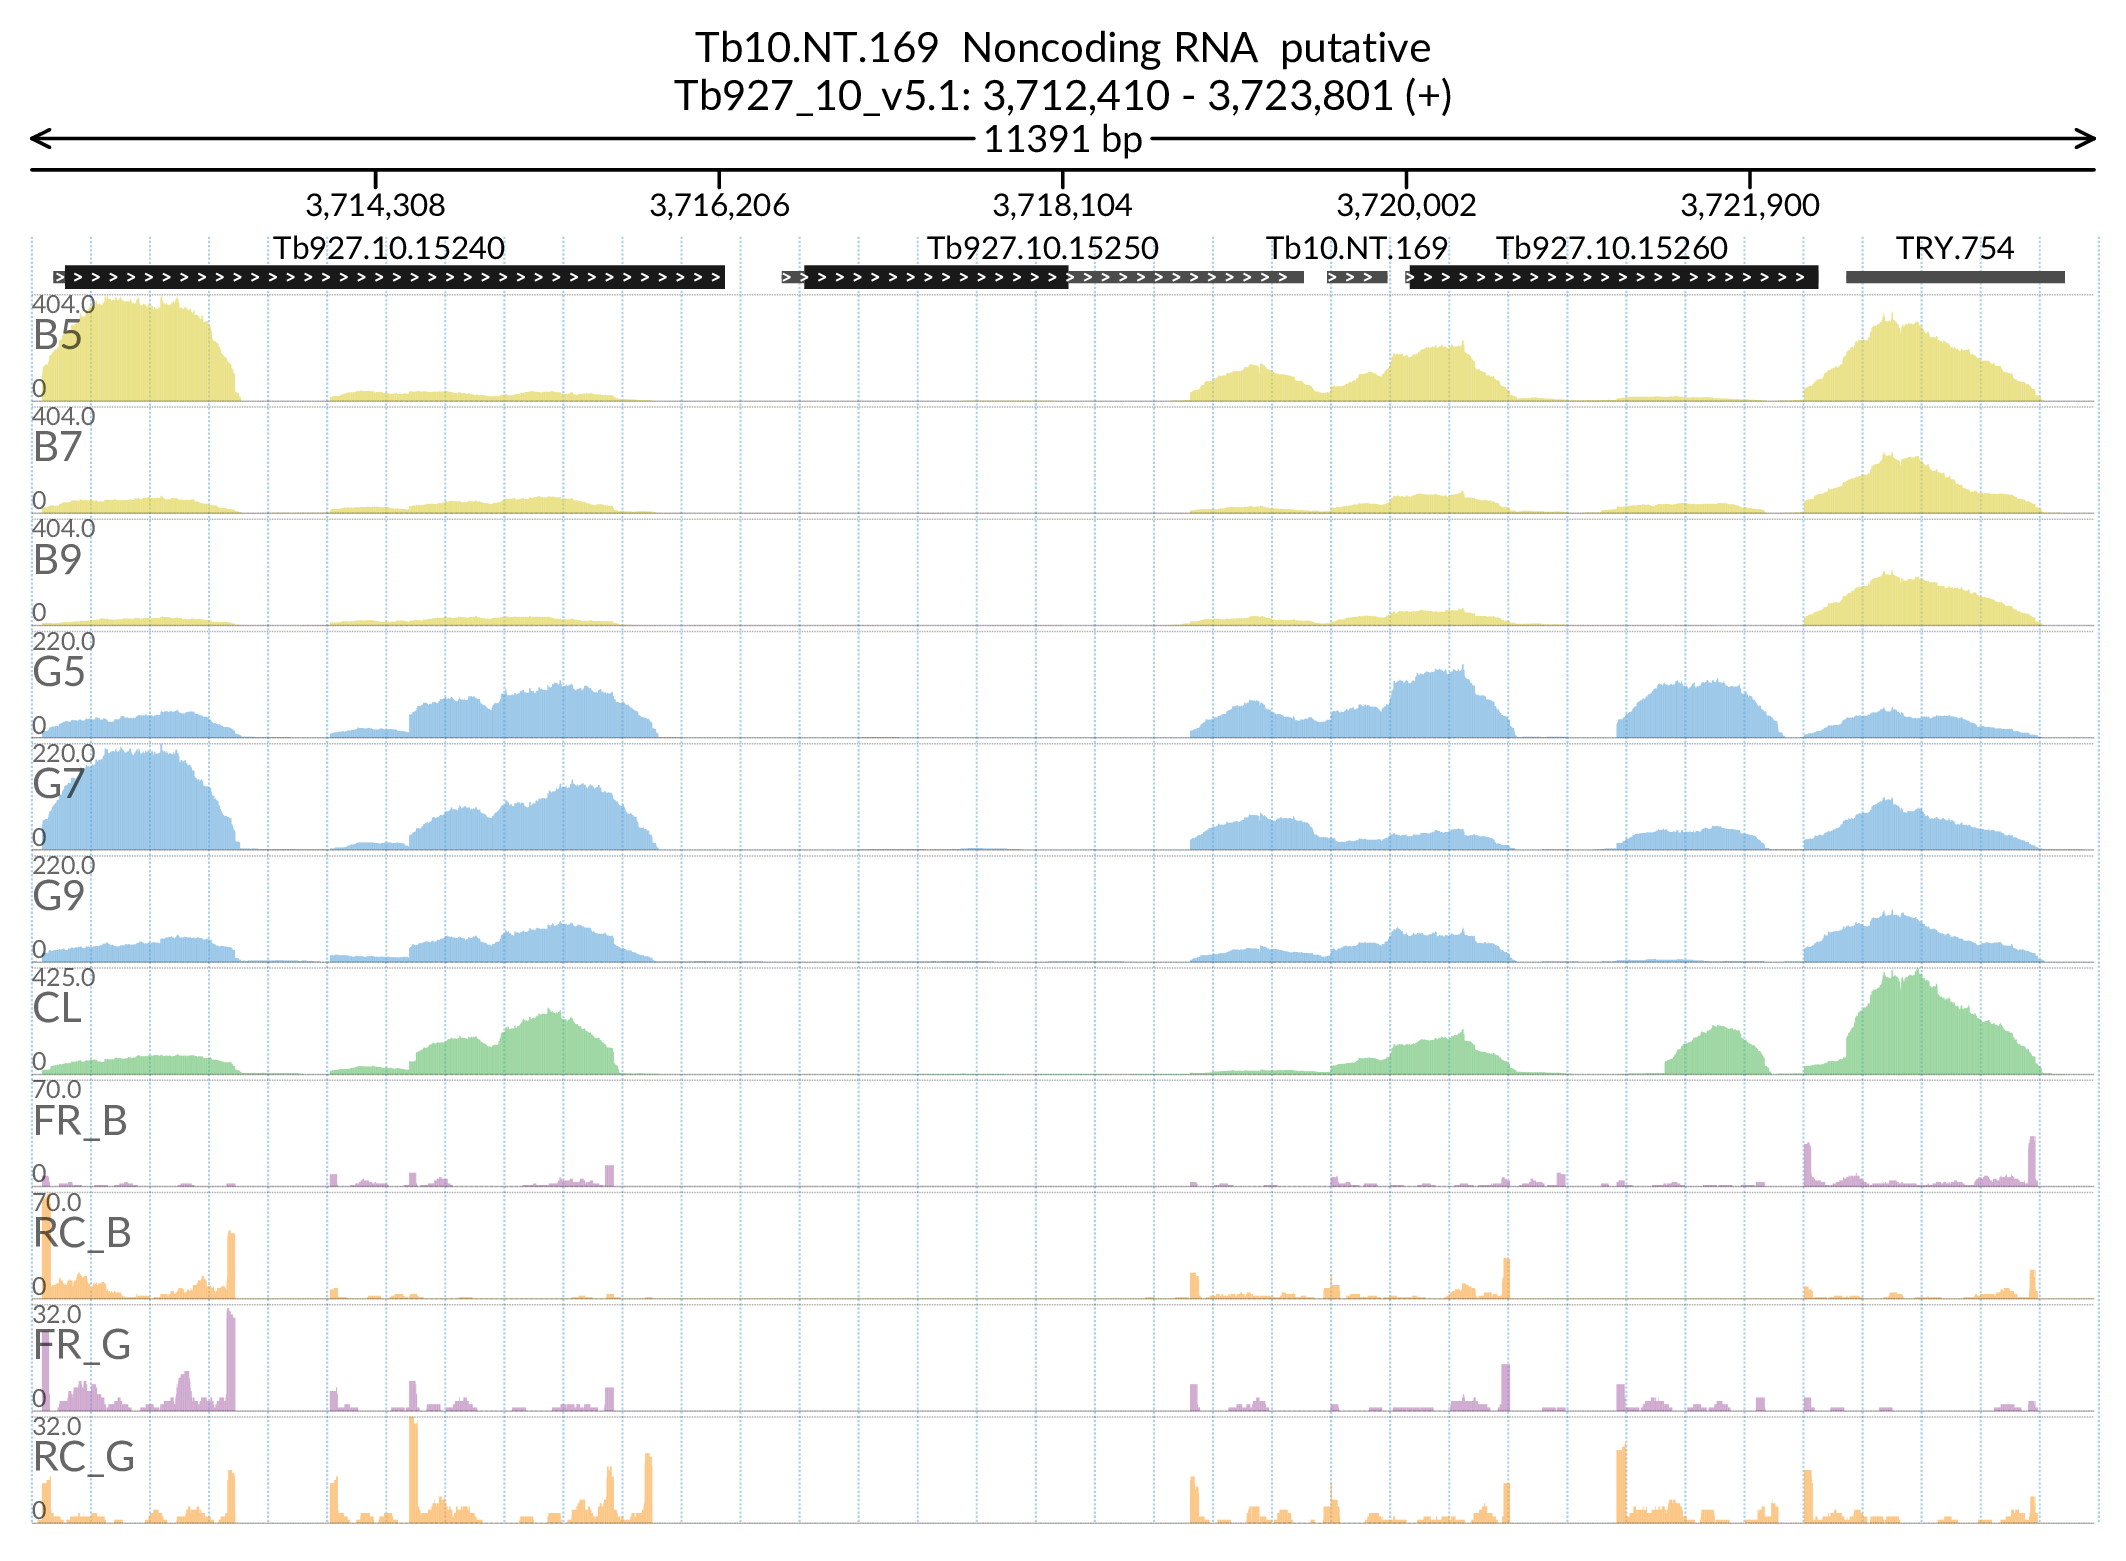 Tb10.NT.169  Noncoding RNA  putative
Tb927_10_v5.1: 3,712,410 - 3,723,801 (+)
11391 bp
3,714,308 3,716,206 3,718,104 3,720,002 3,721,900
Tb927.10.15240 Tb927.10.15250 Tb10.NT.169 Tb927.10.15260 TRY.754
404.0
B5
0
404.0
B7
0
404.0
B9
0
220.0
G5
0
220.0
G7
0
220.0
G9
0
425.0
CL
0
70.0
FR_B
0
70.0
RC_B
0
32.0
FR_G
0
32.0
RC_G
0